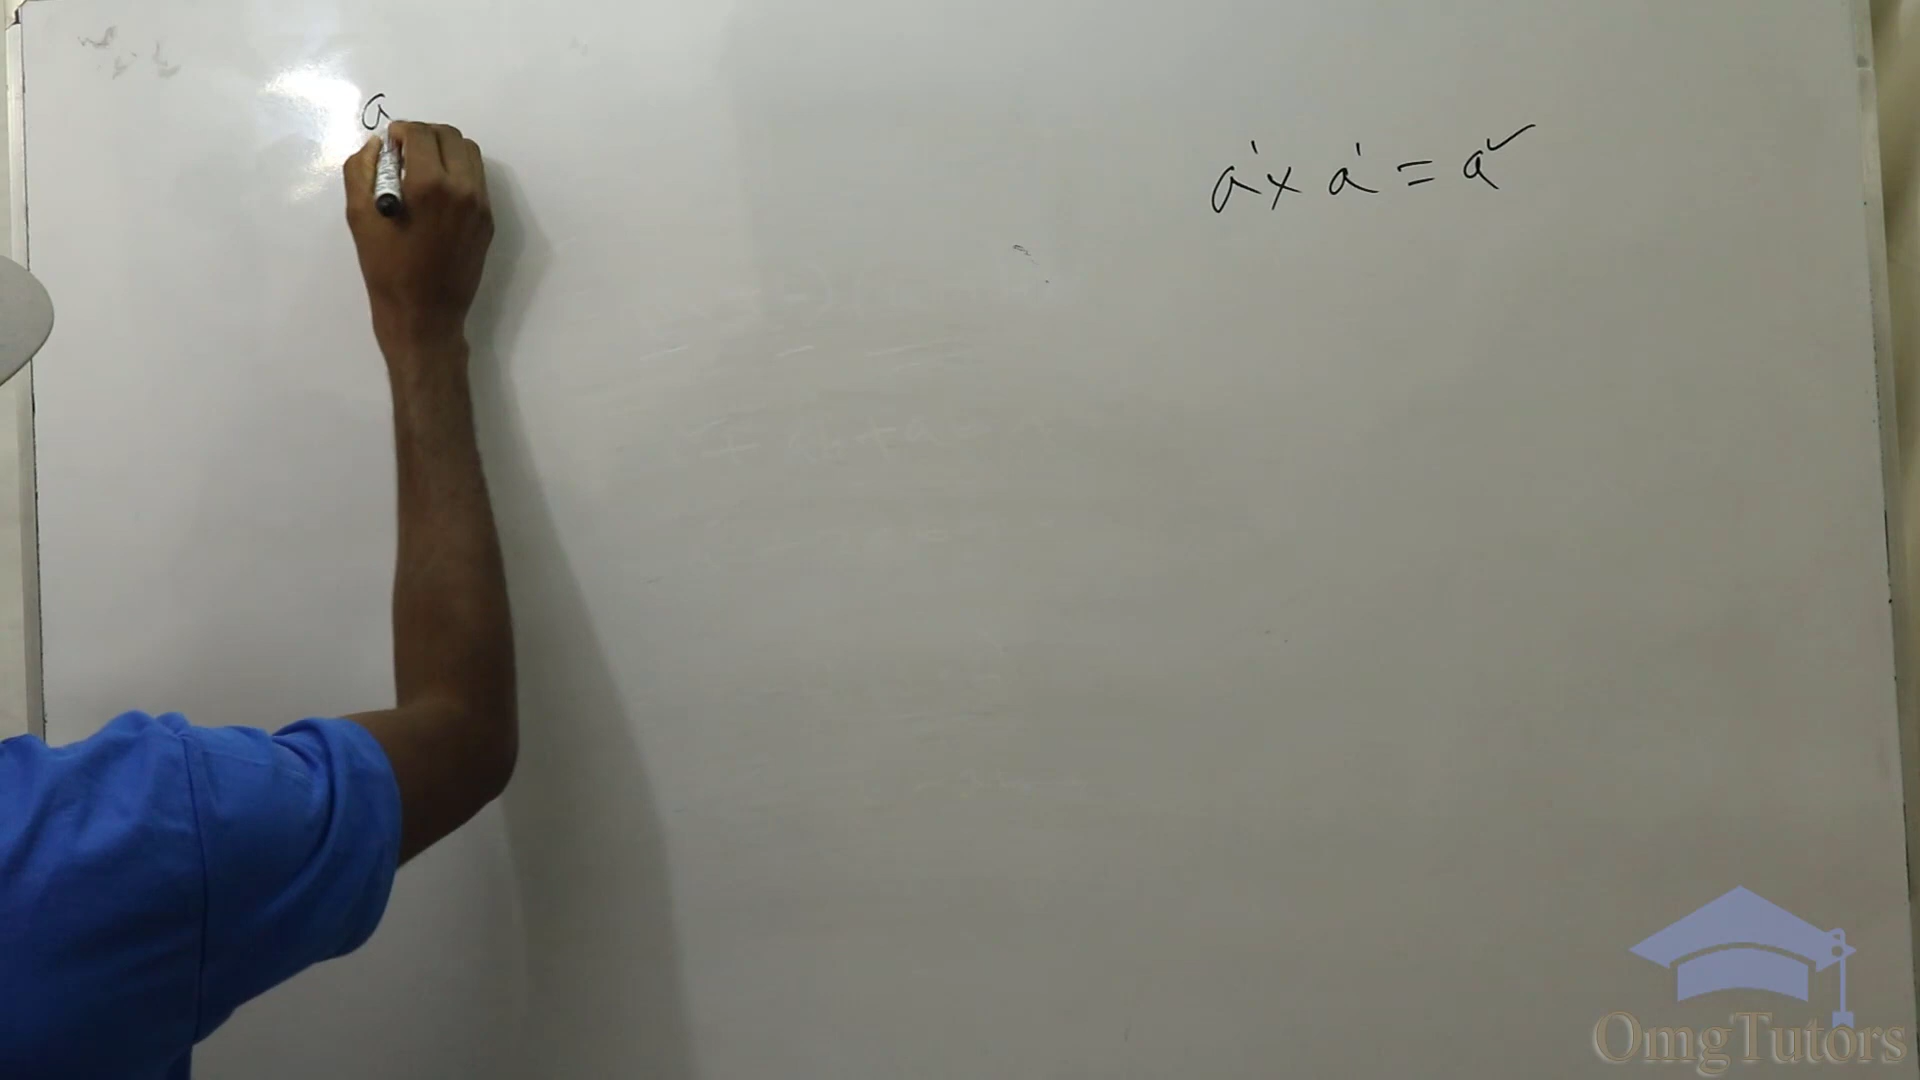 a
a¹ × a¹ = a²
OmgTutors